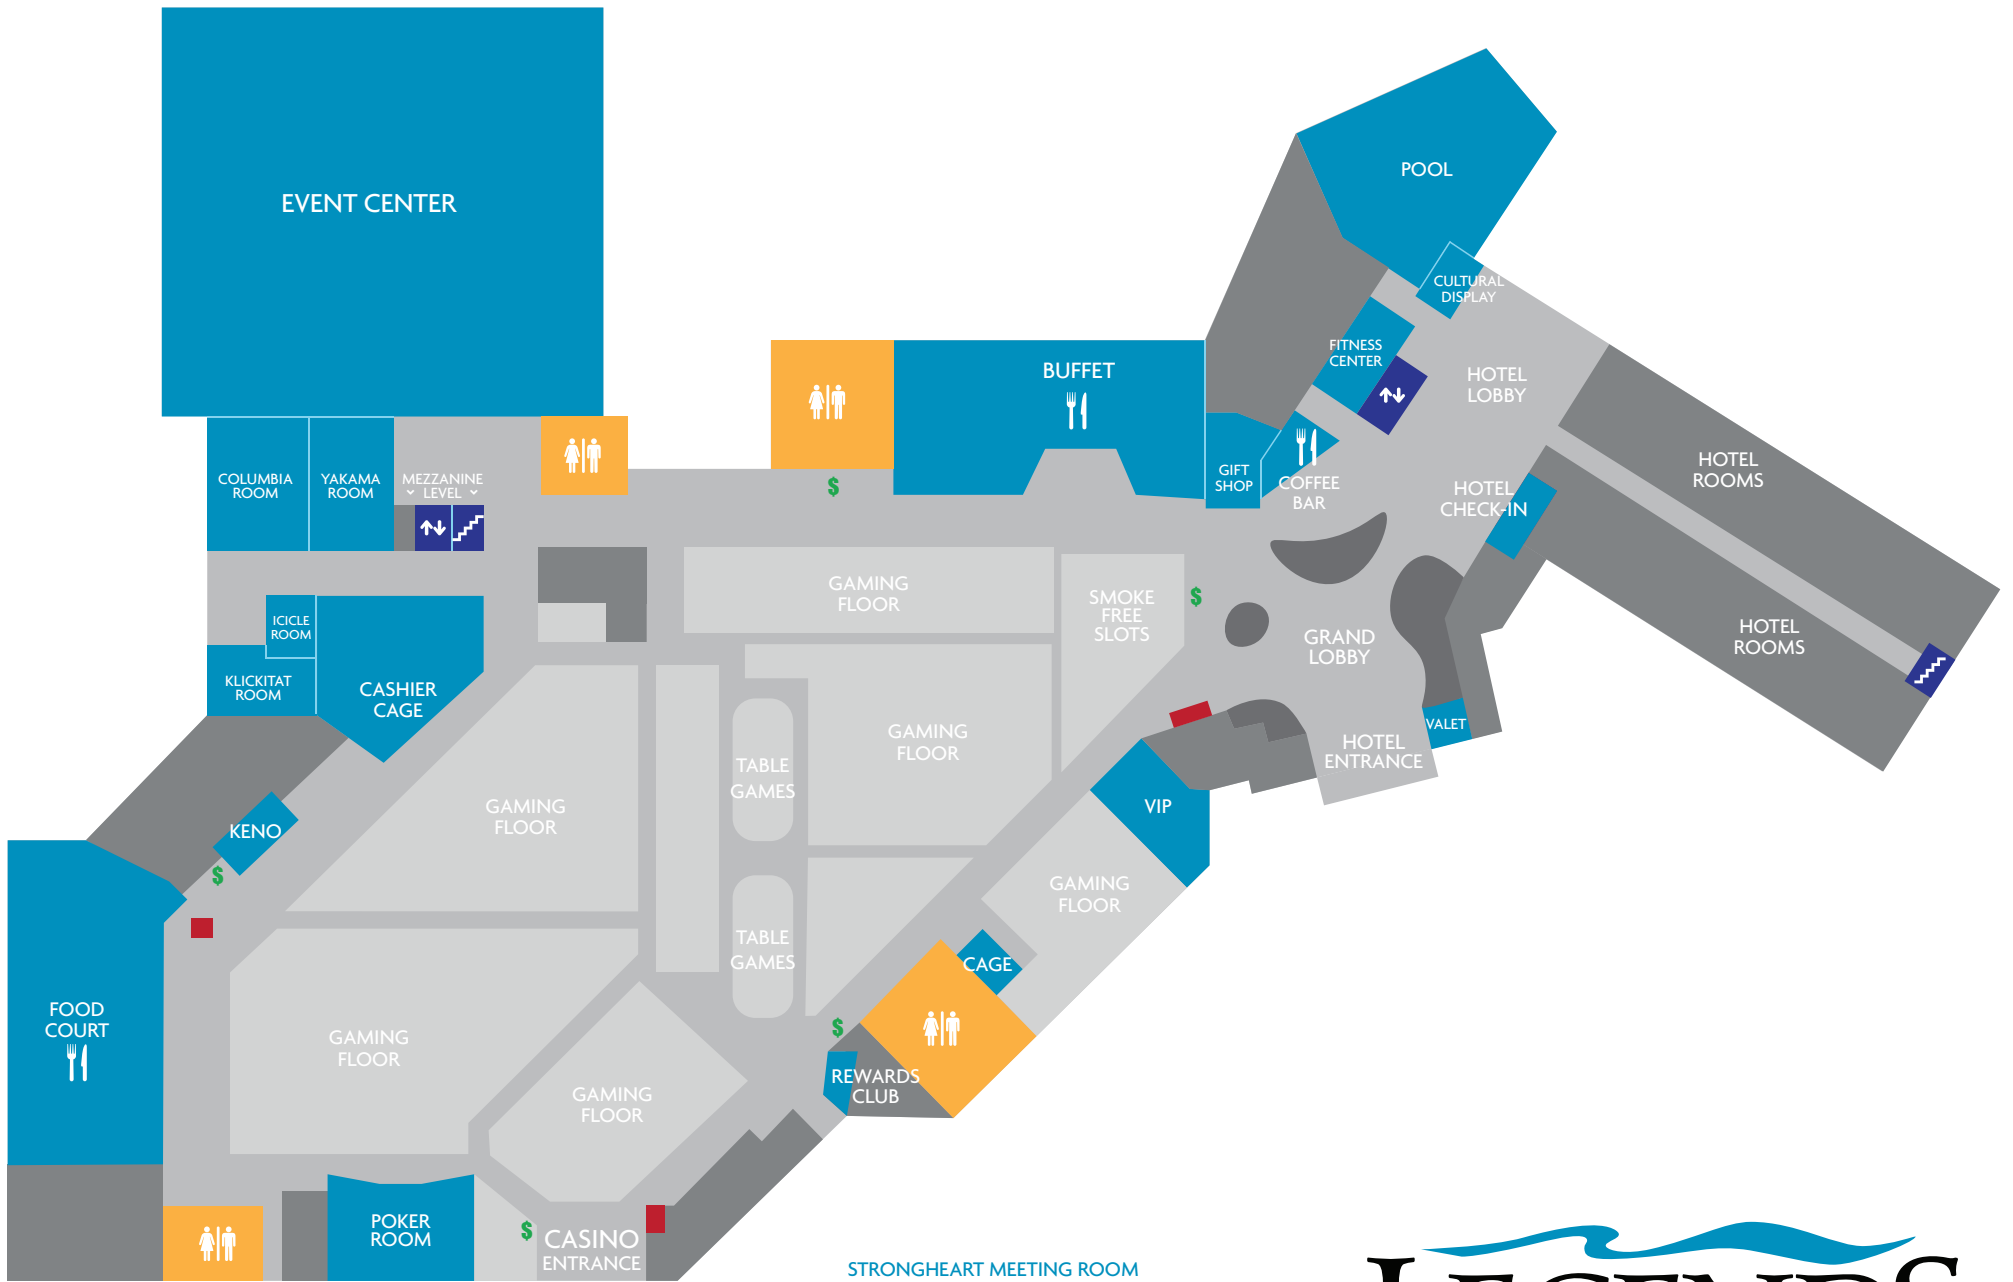 EVENT CENTER
POOL
CULTURAL
DISPLAY
FITNESS
CENTER
HOTEL
LOBBY
BUFFET
HOTEL
ROOMS
COLUMBIA
ROOM
YAKAMA
ROOM
MEZZANINE
LEVEL
GIFT
SHOP
COFFEE
BAR
HOTEL
CHECK-IN
$
GAMING
FLOOR
SMOKE
FREE
SLOTS
$
GRAND
LOBBY
HOTEL
ROOMS
ICICLE
ROOM
KLICKITAT
ROOM
CASHIER
CAGE
VALET
HOTEL
ENTRANCE
GAMING
FLOOR
TABLE
GAMES
GAMING
FLOOR
VIP
KENO
$
GAMING
FLOOR
TABLE
GAMES
CAGE
FOOD
COURT
GAMING
FLOOR
$
REWARDS
CLUB
GAMING
FLOOR
POKER
ROOM
$
CASINO
ENTRANCE
STRONGHEART MEETING ROOM
LEGENDS